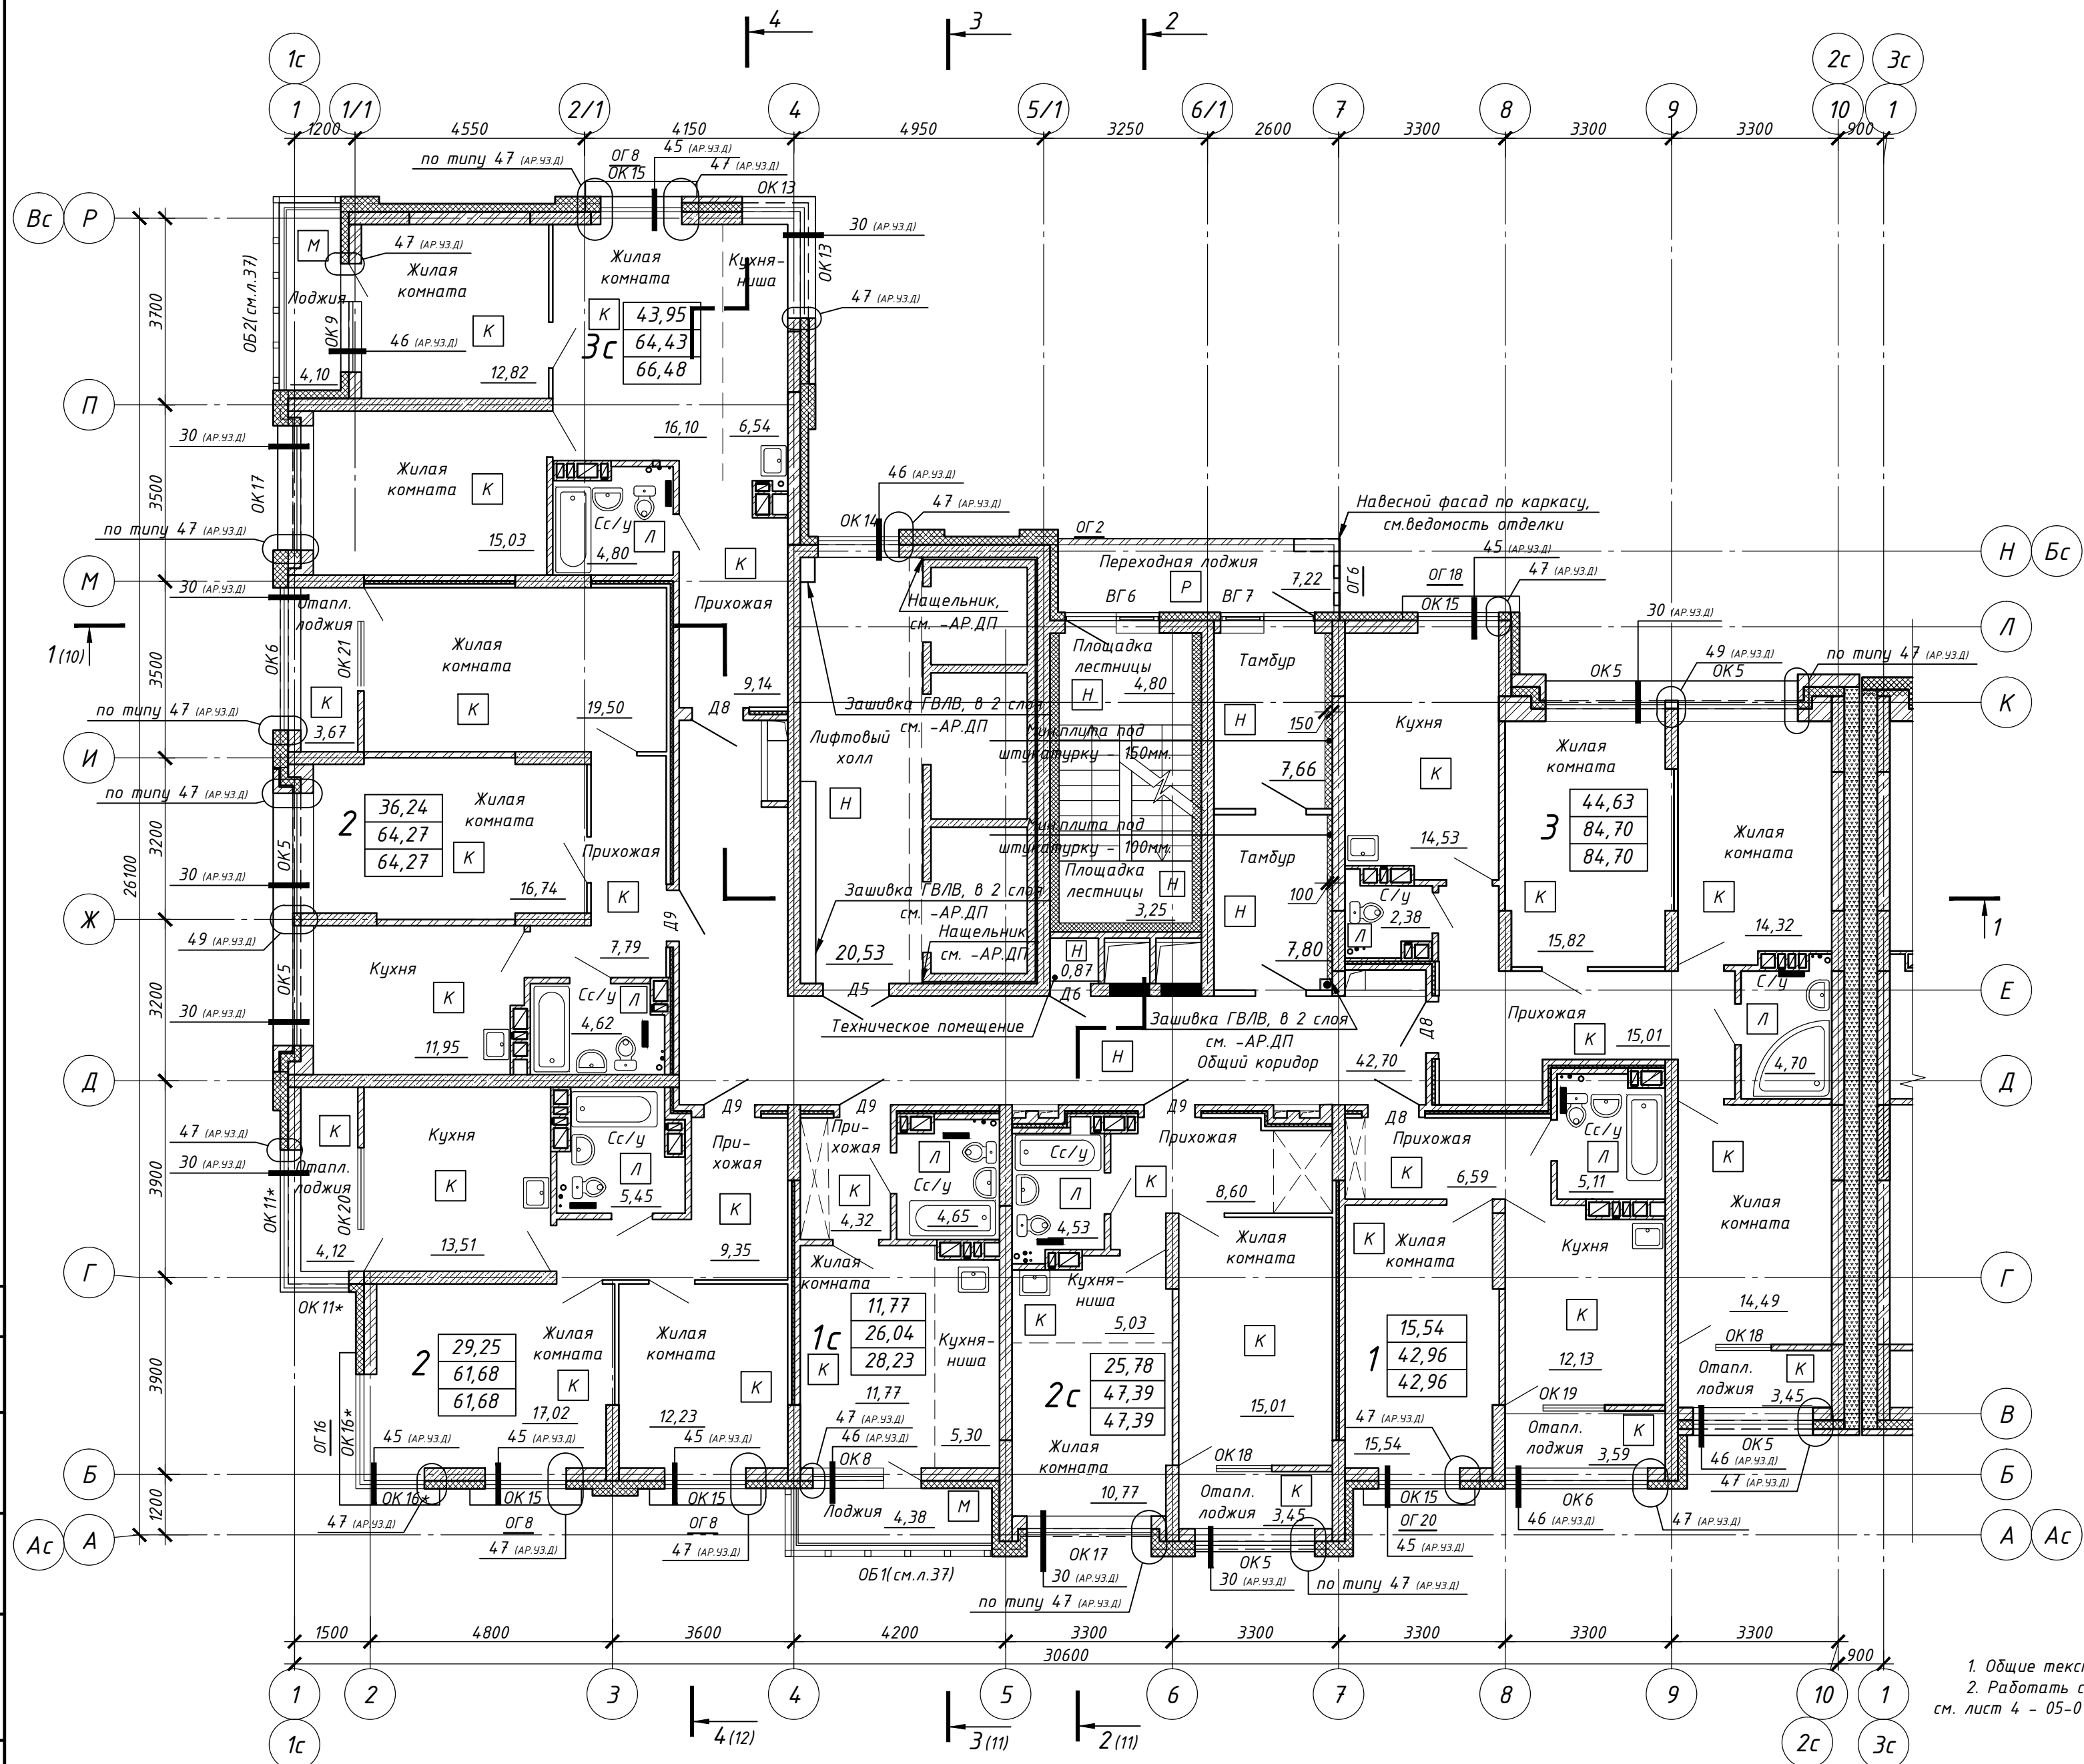 4
3
2
1с
2с
3с
1
1/1
2/1
4
5/1
6/1
7
8
9
10
1
1200
4550
4150
4950
3250
2600
3300
3300
3300
900
по типу 47 (АР.УЗ.Д)
ОГ8
ОК15
45 (АР.УЗ.Д)
47 (АР.УЗ.Д)
ОК13
Вс
Р
30 (АР.УЗ.Д)
ОК13
М
47 (АР.УЗ.Д)
Жилая
комната
Жилая
комната
Кухня-
ниша
ОБ2(см.л.37)
Лоджия
ОК9
К
К
3с
43,95
64,43
66,48
47 (АР.УЗ.Д)
46 (АР.УЗ.Д)
3700
4,10
12,82
П
16,10
6,54
30 (АР.УЗ.Д)
Жилая
комната
К
ОК17
3500
46 (АР.УЗ.Д)
47 (АР.УЗ.Д)
ОК14
ОГ2
Навесной фасад по каркасу,
см.ведомость отделки
по типу 47 (АР.УЗ.Д)
15,03
Сс/у
Л
4,80
К
Переходная лоджия
Р
7,22
ОГ6
45 (АР.УЗ.Д)
47 (АР.УЗ.Д)
ОГ18
ОК15
Н
Бс
М
30 (АР.УЗ.Д)
Отапл.
лоджия
Прихожая
Нащельник,
см. -АР.ДП
ВГ6
ВГ7
30 (АР.УЗ.Д)
Л
1(10)
ОК6
ОК21
Жилая
комната
3500
Площадка
лестницы
Тамбур
49 (АР.УЗ.Д)
по типу 47 (АР.УЗ.Д)
ОК5
ОК5
К
К
19,50
9,14
Д8
Н
4,80
Н
Зашивка ГВЛВ, в 2 слоя
см. -АР.ДП
К
по типу 47 (АР.УЗ.Д)
3,67
И
Лифтовый
холл
Мин.плита под
штукатурку - 150мм.
150
Кухня
Жилая
комната
К
7,66
по типу 47 (АР.УЗ.Д)
2
36,24
64,27
64,27
Жилая
комната
К
Н
3
44,63
84,70
84,70
3200
26100
Прихожая
К
Мин.плита под
штукатурку - 100мм.
Тамбур
14,53
Жилая
комната
30 (АР.УЗ.Д)
ОК5
16,74
Площадка
лестницы
Н
3,25
100
Н
С/у
2,38
К
К
Зашивка ГВЛВ, в 2 слоя
см. -АР.ДП
Ж
49 (АР.УЗ.Д)
Д9
7,79
Нащельник,
см. -АР.ДП
Л
15,82
14,32
1
20,53
Н
0,87
7,80
Кухня
К
ОК5
Сс/у
Л
4,62
3200
30 (АР.УЗ.Д)
11,95
Д5
Д6
Е
Техническое помещение
Зашивка ГВЛВ, в 2 слоя
см. -АР.ДП
Общий коридор
Н
42,70
Д8
Прихожая
К
15,01
С/у
Л
4,70
Д
Д
Д9
Д9
Д9
Д8
47 (АР.УЗ.Д)
30 (АР.УЗ.Д)
К
Отапл.
лоджия
Кухня
К
Сс/у
Л
5,45
При-
хожая
К
При-
хожая
К
4,32
Л
Сс/у
4,65
Сс/у
Л
4,53
Прихожая
К
8,60
Прихожая
К
6,59
Сс/у
Л
5,11
К
Жилая
комната
3900
ОК11*
ОК20
4,12
13,51
9,35
Г
Г
ОК11*
Жилая
комната
Кухня-
ниша
К
5,03
Жилая
комната
К
К
Жилая
комната
Кухня
К
14,49
3900
2
29,25
61,68
61,68
Жилая
комната
К
Жилая
комната
К
1с
11,77
26,04
28,23
К
Кухня-
ниша
11,77
2с
25,78
47,39
47,39
1
15,54
42,96
42,96
12,13
ОК18
Отапл.
лоджия
К
3,45
ОК19
ОГ16
ОК16*
17,02
12,23
15,01
В
45 (АР.УЗ.Д)
45 (АР.УЗ.Д)
45 (АР.УЗ.Д)
47 (АР.УЗ.Д)
46 (АР.УЗ.Д)
ОК8
5,30
Жилая
комната
ОК18
47 (АР.УЗ.Д)
15,54
Отапл.
лоджия
К
3,59
ОК5
46 (АР.УЗ.Д)
47 (АР.УЗ.Д)
Б
Б
ОК16*
ОК15
ОК15
10,77
Отапл.
лоджия
К
3,45
ОК15
ОК6
1200
47 (АР.УЗ.Д)
ОГ8
ОГ8
Лоджия
4,38
М
ОГ20
46 (АР.УЗ.Д)
47 (АР.УЗ.Д)
Ас
А
А
Ас
47 (АР.УЗ.Д)
47 (АР.УЗ.Д)
45 (АР.УЗ.Д)
ОБ1(см.л.37)
ОК17
ОК5
30 (АР.УЗ.Д)
30 (АР.УЗ.Д)
по типу 47 (АР.УЗ.Д)
по типу 47 (АР.УЗ.Д)
1500
4800
3600
4200
3300
3300
3300
3300
3300
30600
900
1
2
3
4
5
6
7
8
9
10
1
1. Общие текс
2. Работать с
см. лист 4 - 05-0
4(12)
3(11)
2(11)
1с
2с
3с